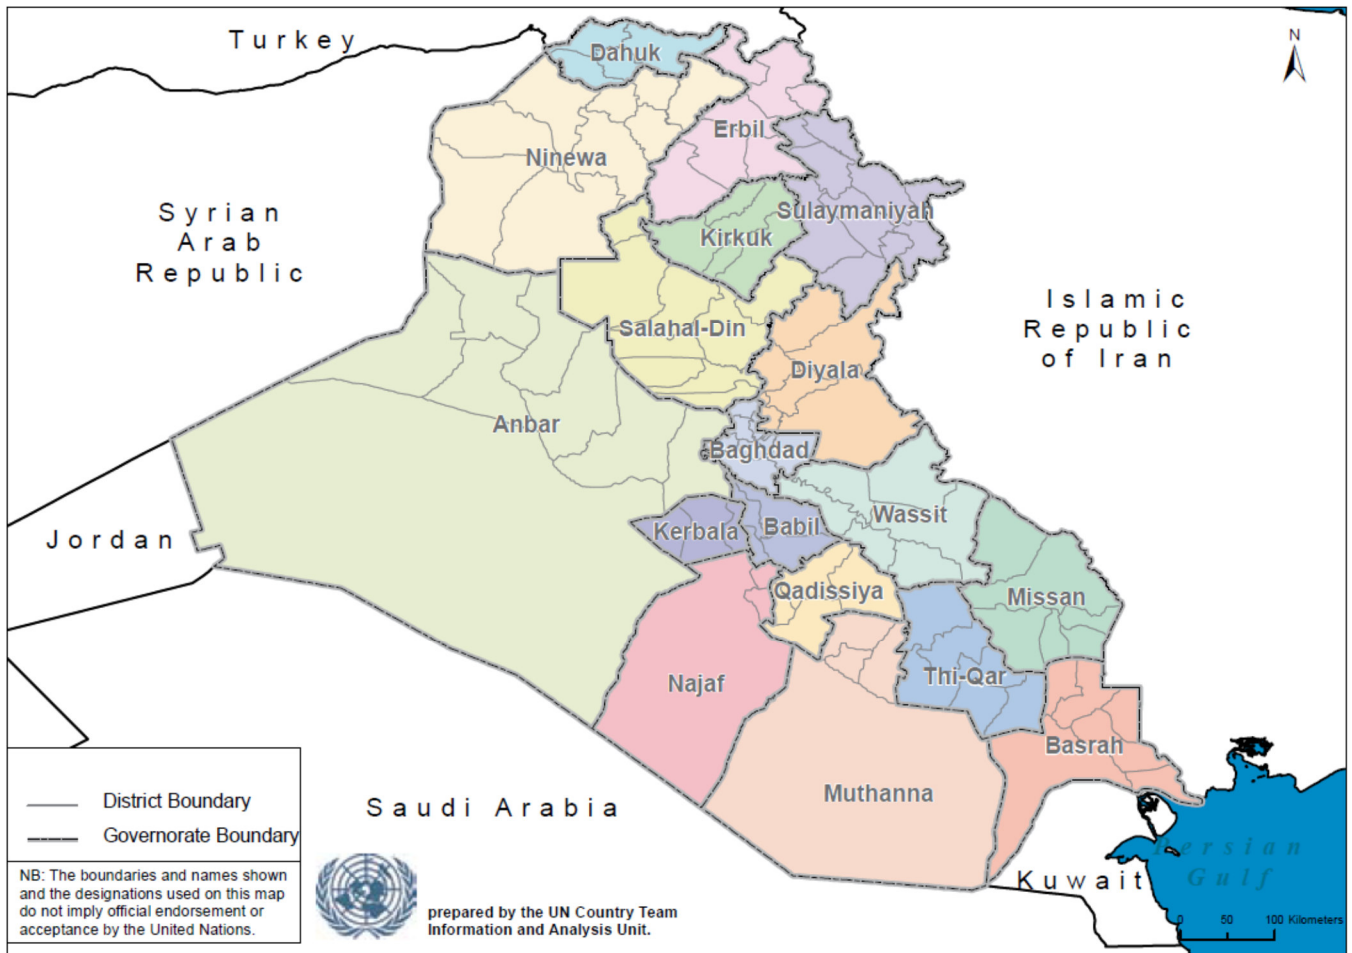 Turkey
N
Dahuk
Erbil
Ninewa
Syrian
Arab
Republic
Sulaymaniyah
Kirkuk
Islamic
Republic
of Iran
Salahal-Din
Diyala
Anbar
Baghdad
Wassit
Babil
Kerbala
Jordan
Qadissiya
Missan
Najaf
Thi-Qar
Basrah
Muthanna
District Boundary
Governorate Boundary
Saudi Arabia
Persian
Gulf
Kuwait
NB: The boundaries and names shown
and the designations used on this map
do not imply official endorsement or
acceptance by the United Nations.
prepared by the UN Country Team
Information and Analysis Unit.
0 50 100 Kilometers